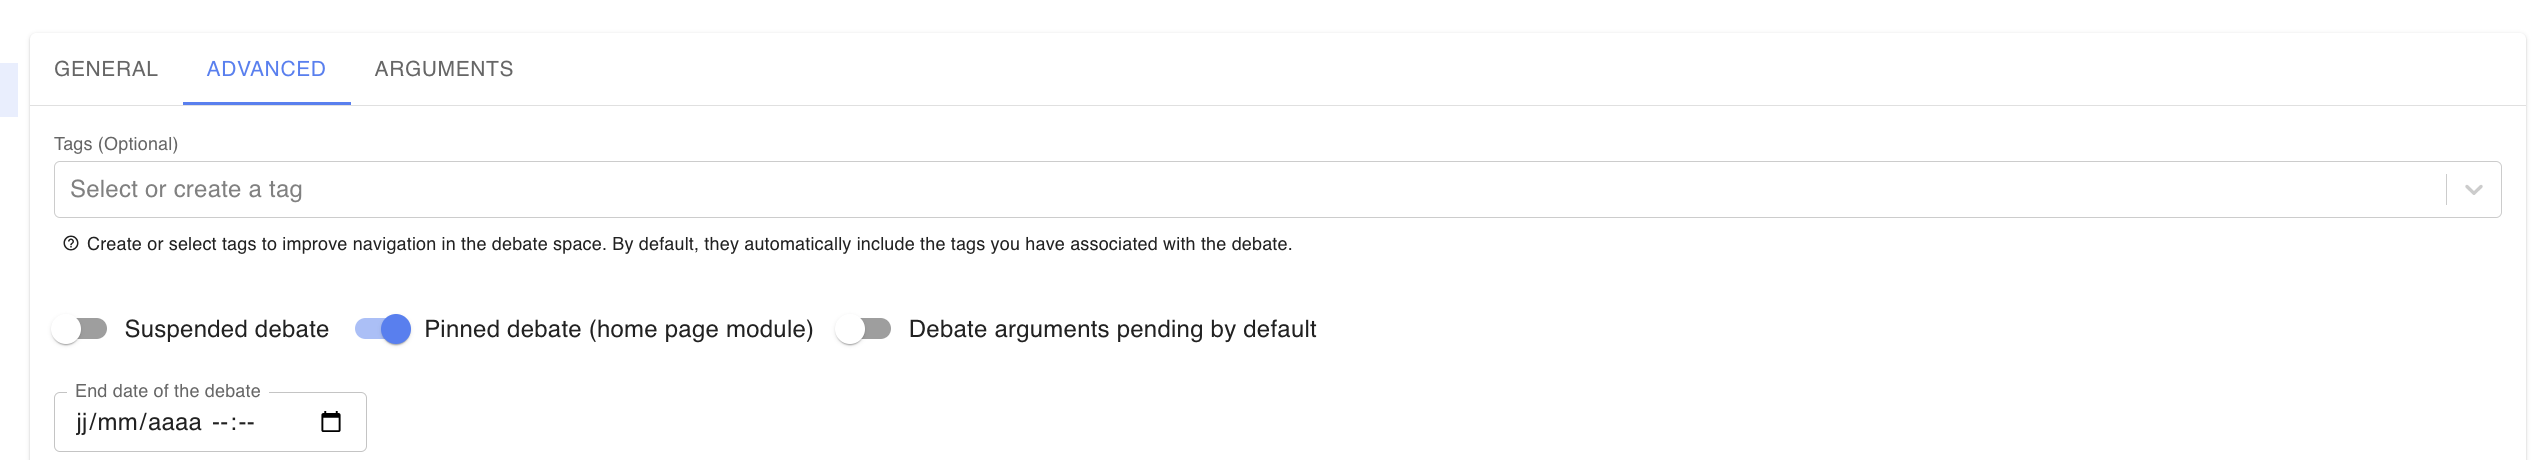 GENERAL ADVANCED ARGUMENTS
Tags (Optional)
Select or create a tag
Create or select tags to improve navigation in the debate space. By default, they automatically include the tags you have associated with the debate.
Suspended debate Pinned debate (home page module) Debate arguments pending by default
End date of the debate
jj/mm/aaaa --:--